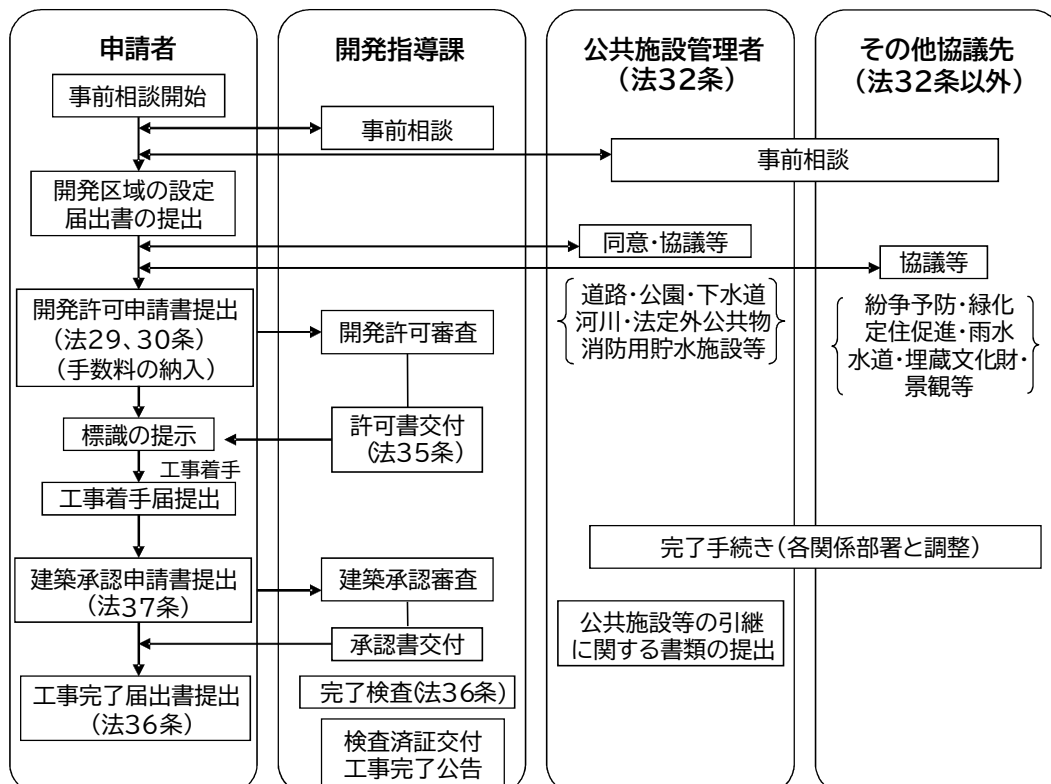 申請者
事前相談開始
開発区域の設定
届出書の提出
開発許可申請書提出
(法29、30条)
(手数料の納入)
標識の提示
工事着手
工事着手届提出
建築承認申請書提出
(法37条)
工事完了届出書提出
(法36条)
開発指導課
事前相談
開発許可審査
許可書交付
(法35条)
建築承認審査
承認書交付
完了検査(法36条)
検査済証交付
工事完了公告
公共施設管理者
(法32条)
その他協議先
(法32条以外)
事前相談
同意・協議等
道路・公園・下水道
河川・法定外公共物
消防用貯水施設等
協議等
紛争予防・緑化
定住促進・雨水
水道・埋蔵文化財・
景観等
完了手続き(各関係部署と調整)
公共施設等の引継
に関する書類の提出